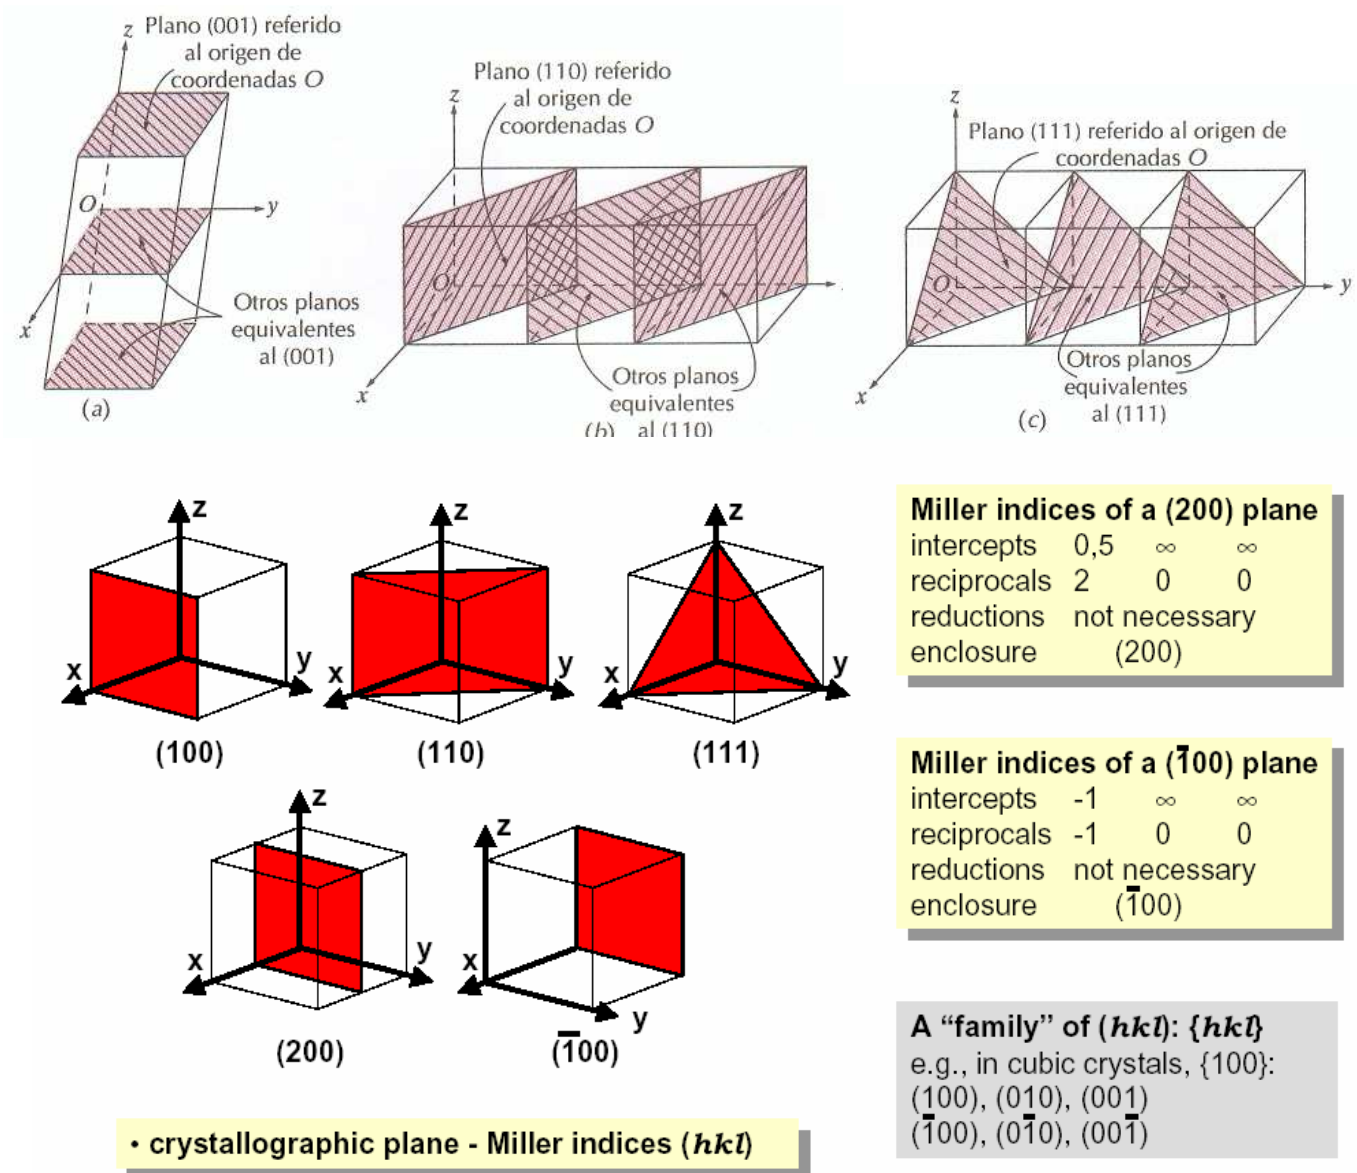 z
Plano (001) referido
al origen de
coordenadas O
O
y
x
Otros planos
equivalentes
al (001)
(a)
Plano (110) referido
al origen de
coordenadas O
z
O
x
Otros planos
equivalentes
al (110)
(b)
z
Plano (111) referido al origen de
coordenadas O
O
y
x
Otros planos
equivalentes
al (111)
(c)
z
x
y
(100)
z
x
y
(110)
z
x
y
(111)
z
x
y
(200)
z
x
y
(1̅00)
Miller indices of a (200) plane
intercepts 0,5 ∞ ∞
reciprocals 2 0 0
reductions not necessary
enclosure (200)
Miller indices of a (1̅00) plane
intercepts -1 ∞ ∞
reciprocals -1 0 0
reductions not necessary
enclosure (1̅00)
A “family” of (hkl): {hkl}
e.g., in cubic crystals, {100}:
(100), (010), (001)
(1̅00), (01̅0), (001̅)
• crystallographic plane - Miller indices (hkl)